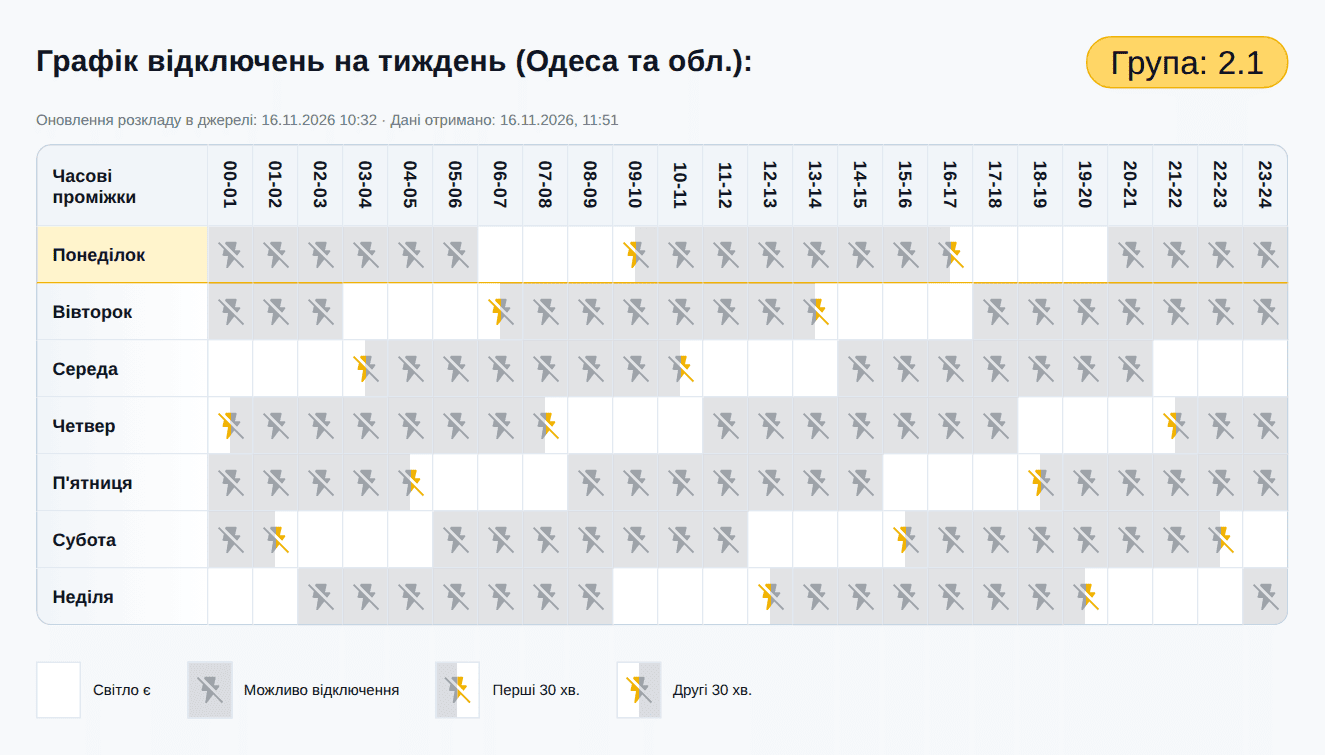 Графік відключень на тиждень (Одеса та обл.):
Група: 2.1
Оновлення розкладу в джерелі: 16.11.2026 10:32 · Дані отримано: 16.11.2026, 11:51
Часові
проміжки
00-01 01-02 02-03 03-04 04-05 05-06 06-07 07-08 08-09 09-10 10-11 11-12 12-13 13-14 14-15 15-16 16-17 17-18 18-19 19-20 20-21 21-22 22-23 23-24
Понеділок
Вівторок
Середа
Четвер
П'ятниця
Субота
Неділя
Світло є
Можливо відключення
Перші 30 хв.
Другі 30 хв.